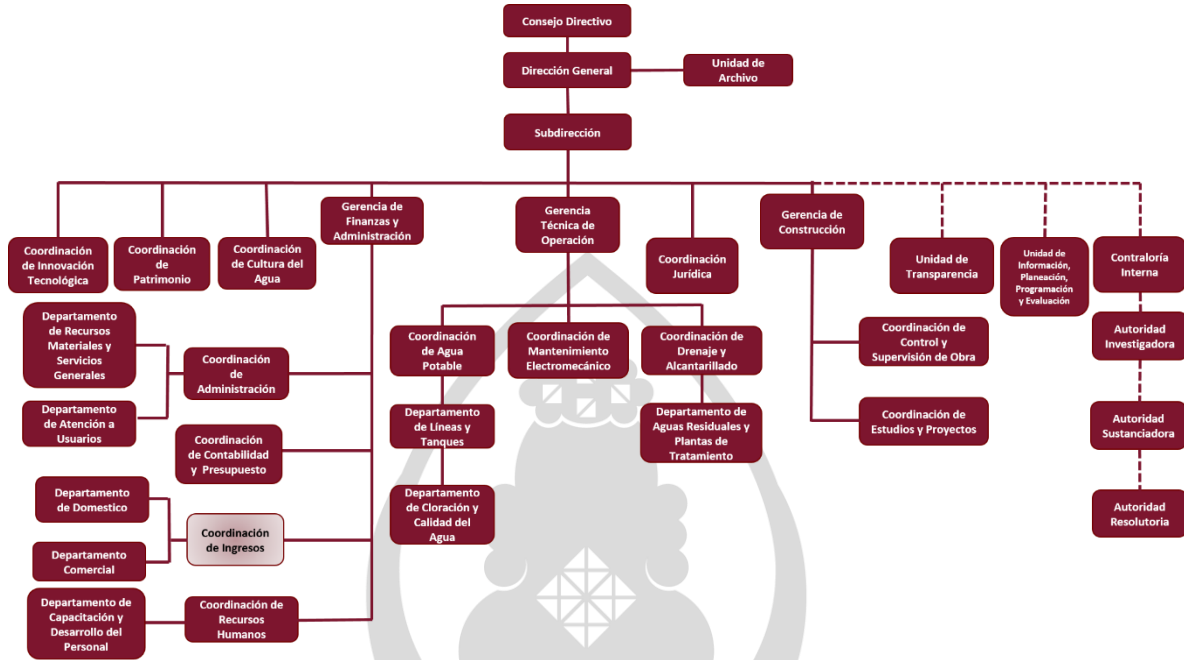 Consejo Directivo
Dirección General
Unidad de
Archivo
Subdirección
Coordinación
de Innovación
Tecnológica
Coordinación
de
Patrimonio
Coordinación
de Cultura del
Agua
Gerencia de
Finanzas y
Administración
Gerencia
Técnica de
Operación
Coordinación
Jurídica
Gerencia de
Construcción
Unidad de
Transparencia
Unidad de
Información,
Planeación,
Programación
y Evaluación
Contraloría
Interna
Departamento
de Recursos
Materiales y
Servicios
Generales
Coordinación
de
Administración
Departamento
de Atención a
Usuarios
Coordinación
de Contabilidad
y Presupuesto
Departamento
de Domestico
Coordinación
de Ingresos
Departamento
Comercial
Departamento de
Capacitación y
Desarrollo del
Personal
Coordinación de
Recursos
Humanos
Coordinación
de Agua
Potable
Coordinación de
Mantenimiento
Electromecánico
Coordinación de
Drenaje y
Alcantarillado
Departamento
de Líneas y
Tanques
Departamento de
Aguas Residuales y
Plantas de
Tratamiento
Departamento
de Cloración y
Calidad del
Agua
Coordinación de
Control y
Supervisión de Obra
Coordinación de
Estudios y Proyectos
Autoridad
Investigadora
Autoridad
Sustanciadora
Autoridad
Resolutoria